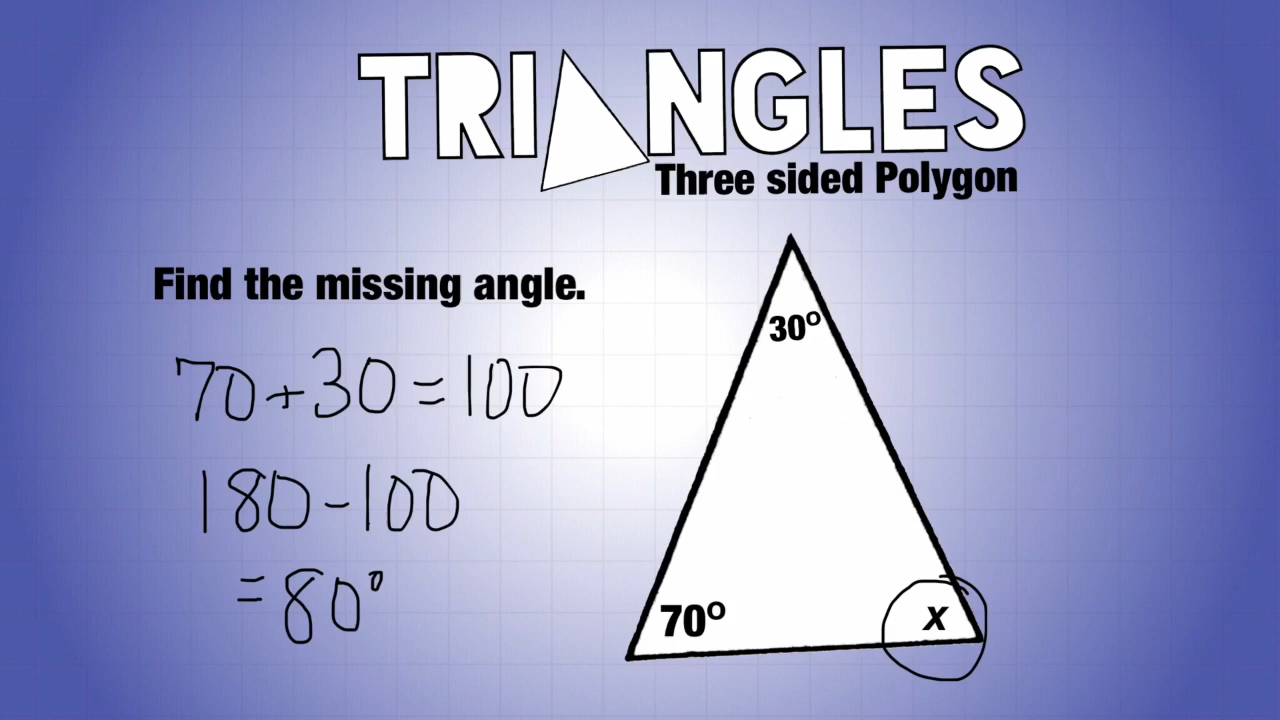 TRIANGLES
Three sided Polygon
Find the missing angle.
70+30=100
180-100
=80°
30°
70°
x